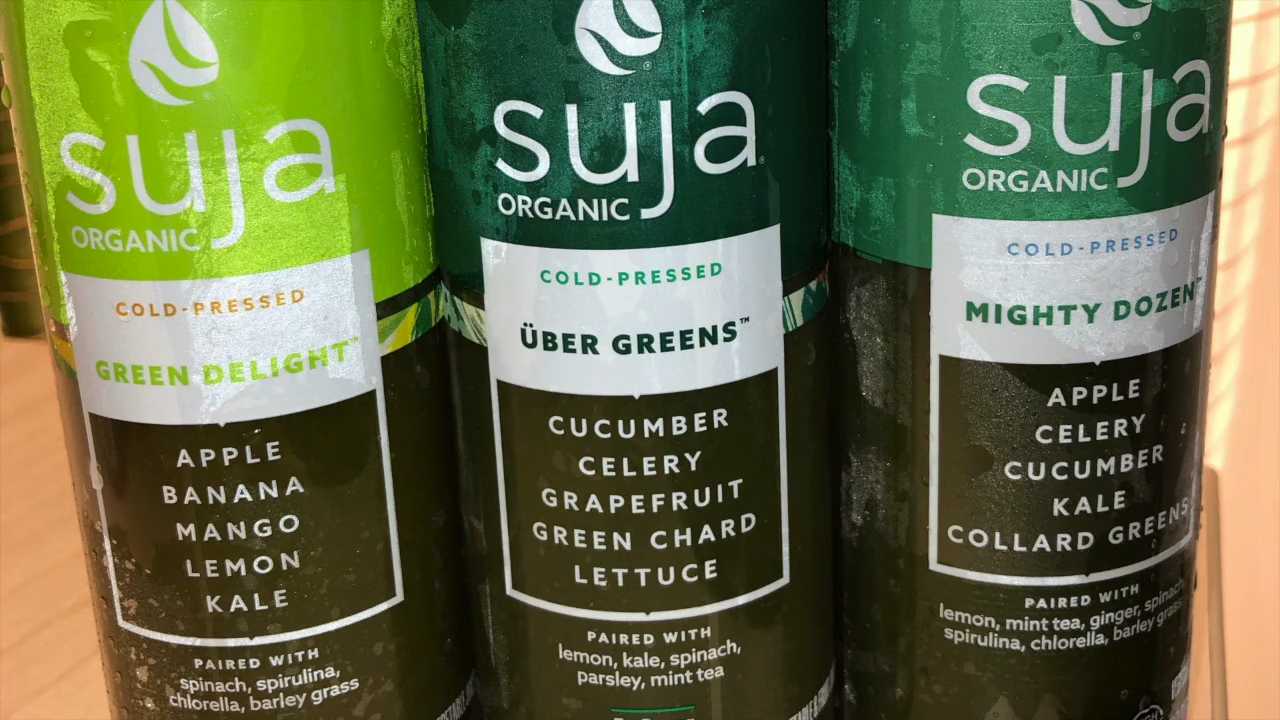 suja
ORGANIC
COLD-PRESSED
GREEN DELIGHT™
APPLE
BANANA
MANGO
LEMON
KALE
PAIRED WITH
spinach, spirulina,
chlorella, barley grass
suja
ORGANIC
COLD-PRESSED
ÜBER GREENS™
CUCUMBER
CELERY
GRAPEFRUIT
GREEN CHARD
LETTUCE
PAIRED WITH
lemon, kale, spinach,
parsley, mint tea
suja
ORGANIC
COLD-PRESSED
MIGHTY DOZEN™
APPLE
CELERY
CUCUMBER
KALE
COLLARD GREENS
PAIRED WITH
lemon, mint tea, ginger, spinach,
spirulina, chlorella, barley grass